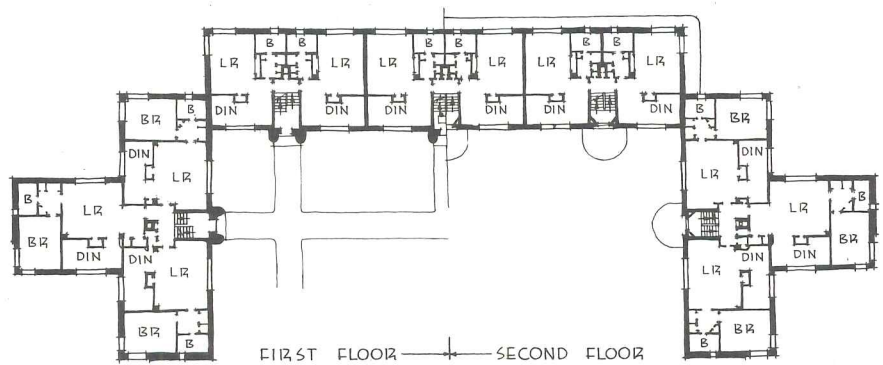 B B B B B B
LR LR LR LR LR LR
DIN DIN DIN DIN DIN DIN
BR B B BR
DIN DIN
LR LR
B LR LR B
BR BR
DIN DIN DIN DIN
LR LR
BR BR
B B
FIRST FLOOR SECOND FLOOR